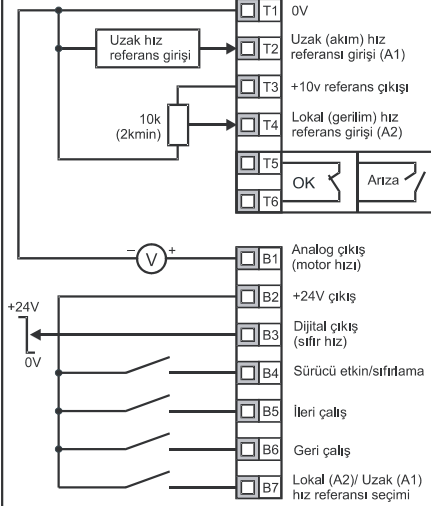 T1 0V
Uzak hız
referans girişi
T2 Uzak (akım) hız
referansı girişi (A1)
T3 +10v referans çıkışı
10k
(2kmin)
T4 Lokal (gerilim) hız
referans girişi (A2)
T5
OK
Arıza
T6
– V +
B1 Analog çıkış
(motor hızı)
B2 +24V çıkış
+24V
0V
B3 Dijital çıkış
(sıfır hız)
B4 Sürücü etkin/sıfırlama
B5 İleri çalış
B6 Geri çalış
B7 Lokal (A2)/ Uzak (A1)
hız referansı seçimi